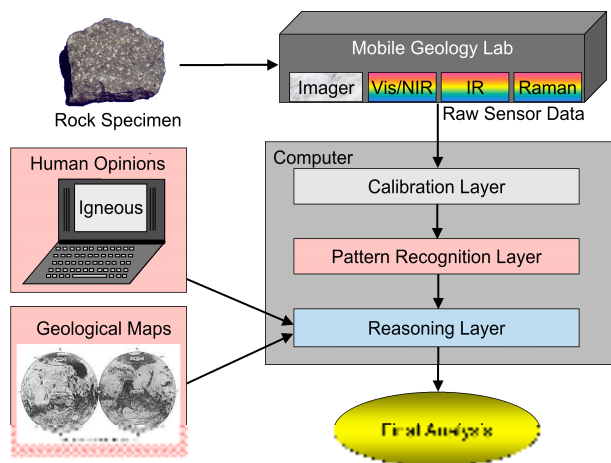 Mobile Geology Lab
Imager
Vis/NIR
IR
Raman
Rock Specimen
Raw Sensor Data
Human Opinions
Igneous
Computer
Calibration Layer
Pattern Recognition Layer
Geological Maps
Reasoning Layer
Final Analysis